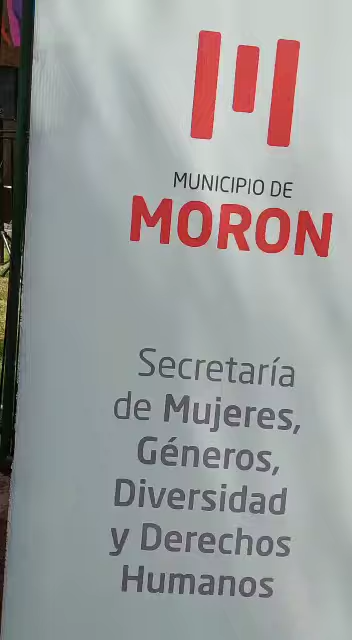 MUNICIPIO DE
MORON
Secretaría
de Mujeres,
Géneros,
Diversidad
y Derechos
Humanos